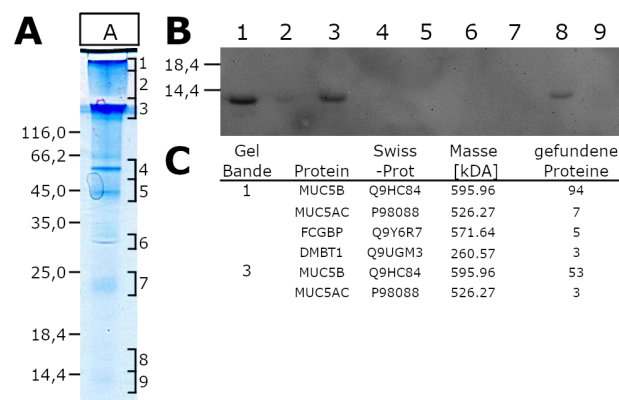 A
A
1
2
3
4
5
6
7
8
9
116,0
66,2
45,0
35,0
25,0
18,4
14,4
B
1 2 3 4 5 6 7 8 9
18,4
14,4
C
Gel Bande Protein Swiss -Prot Masse [kDA] gefundene Proteine
1 MUC5B Q9HC84 595.96 94
MUC5AC P98088 526.27 7
FCGBP Q9Y6R7 571.64 5
DMBT1 Q9UGM3 260.57 3
3 MUC5B Q9HC84 595.96 53
MUC5AC P98088 526.27 3